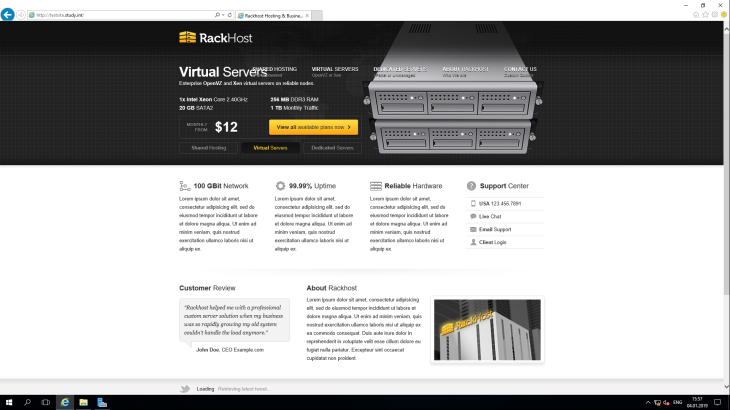 http://testsite.study.int/
Rackhost Hosting & Busine...
RackHost
SHARED HOSTING
VIRTUAL SERVERS
DEDICATED SERVERS
ABOUT RACKHOST
CONTACT US
OpenVZ or Xen
Who We Are
Virtual Servers
Enterprise OpenVZ and Xen virtual servers on reliable nodes.
1x Intel Xeon Core 2.40GHz
256 MB DDR3 RAM
20 GB SATA2
1 TB Monthly Traffic
MONTHLY
FROM
$12
View all available plans now
Shared Hosting
Virtual Servers
Dedicated Servers
100 GBit Network
Lorem ipsum dolor sit amet,
consectetur adipisicing elit, sed do
eiusmod tempor incididunt ut labore
et dolore magna aliqua. Ut enim ad
minim veniam, quis nostrud
exercitation ullamco laboris nisi ut
aliquip ex.
99.99% Uptime
Lorem ipsum dolor sit amet,
consectetur adipisicing elit, sed do
eiusmod tempor incididunt ut labore
et dolore magna aliqua. Ut enim ad
minim veniam, quis nostrud
exercitation ullamco laboris nisi ut
aliquip ex.
Reliable Hardware
Lorem ipsum dolor sit amet,
consectetur adipisicing elit, sed do
eiusmod tempor incididunt ut labore
et dolore magna aliqua. Ut enim ad
minim veniam, quis nostrud
exercitation ullamco laboris nisi ut
aliquip ex.
Support Center
USA 123.456.7891
Live Chat
Email Support
Client Login
Customer Review
"Rackhost helped me with a professional
custom server solution when my business
was so rapidly growing my old system
couldn't handle the load anymore."
John Doe, CEO Example.com
About Rackhost
Lorem ipsum dolor sit amet, consectetur adipisicing
elit, sed do eiusmod tempor incididunt ut labore et
dolore magna aliqua. Ut enim ad minim veniam, quis
nostrud exercitation ullamco laboris nisi ut aliquip ex
ea commodo consequat. Duis aute irure dolor in
reprehenderit in voluptate velit esse cillum dolore eu
fugiat nulla pariatur. Excepteur sint occaecat
cupidatat non proident.
RackHost
Loading Retrieving latest tweet...
ENG
15:57
04.01.2019